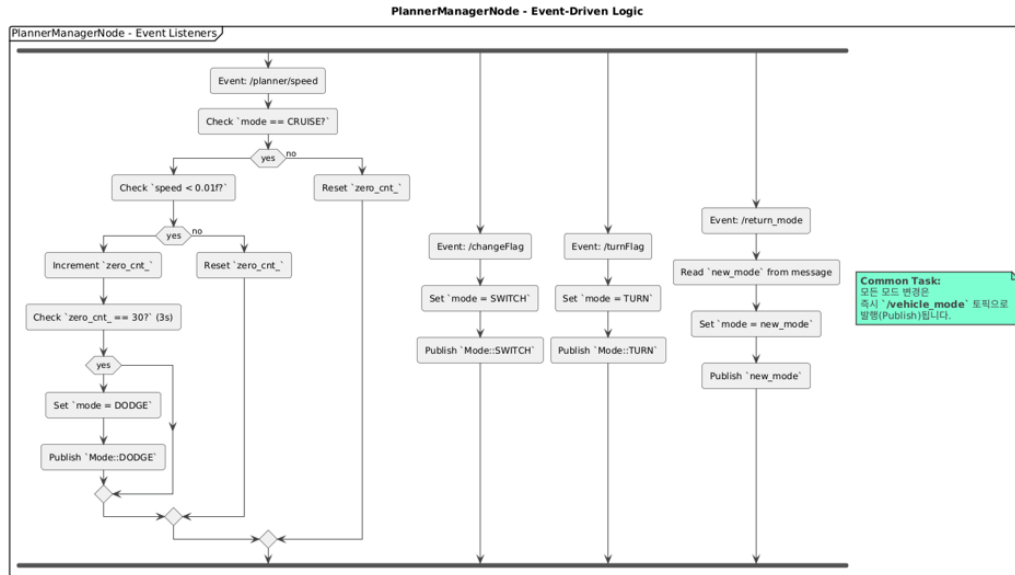 PlannerManagerNode - Event-Driven Logic
PlannerManagerNode - Event Listeners
Event: /planner/speed
Check `mode == CRUISE?`
yes
no
Check `speed < 0.01f?`
Reset `zero_cnt_`
yes
no
Increment `zero_cnt_`
Reset `zero_cnt_`
Check `zero_cnt_ == 30?` (3s)
yes
Set `mode = DODGE`
Publish `Mode::DODGE`
Event: /changeFlag
Set `mode = SWITCH`
Publish `Mode::SWITCH`
Event: /turnFlag
Set `mode = TURN`
Publish `Mode::TURN`
Event: /return_mode
Read `new_mode` from message
Set `mode = new_mode`
Publish `new_mode`
Common Task:
모든 모드 변경은
즉시 `/vehicle_mode` 토픽으로
발행(Publish)됩니다.